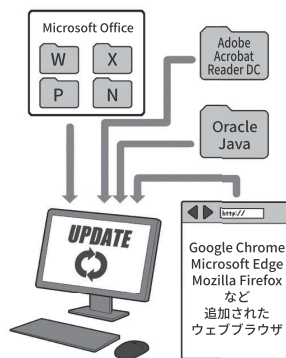 Microsoft Office
W
X
P
N
Adobe
Acrobat
Reader DC
Oracle
Java
UPDATE
http://
Google Chrome
Microsoft Edge
Mozilla Firefox
など
追加された
ウェブブラウザ